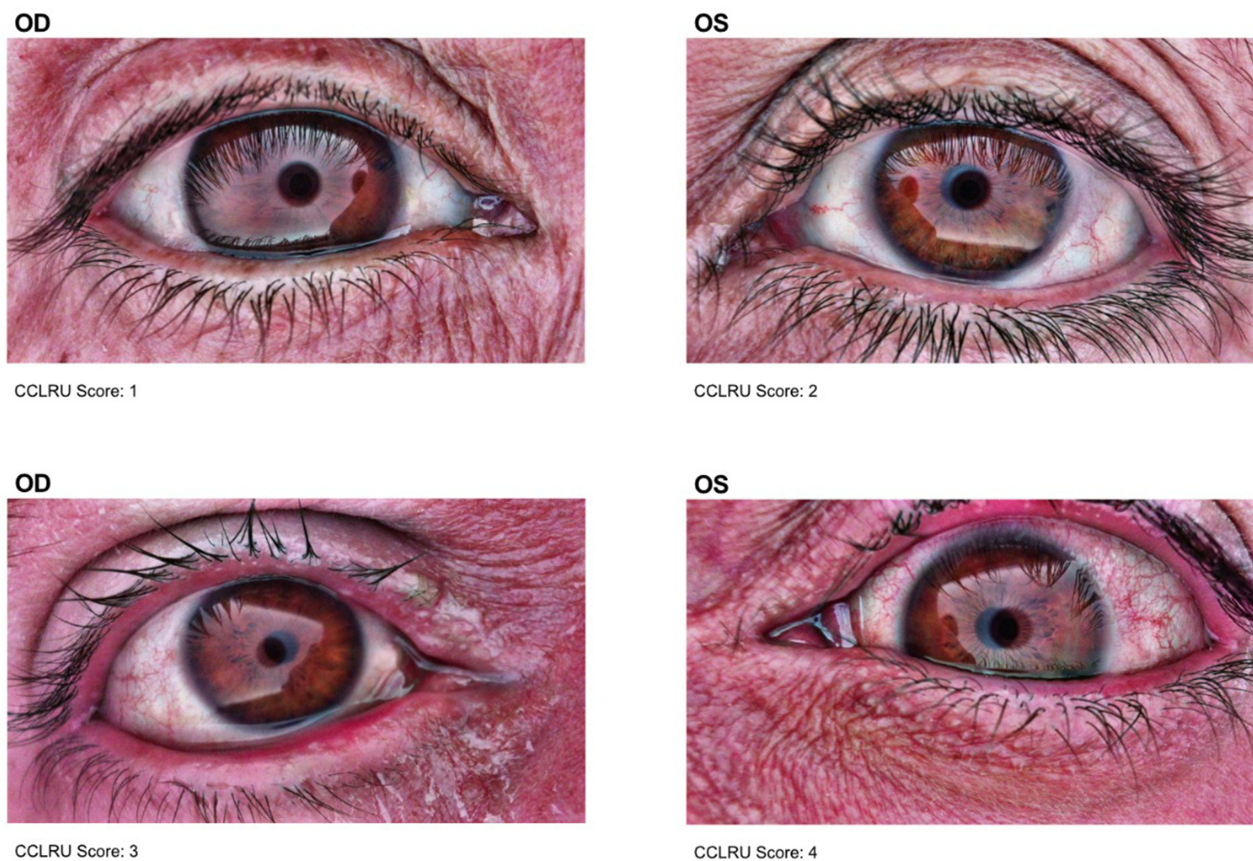 OD
OS
CCLRU Score: 1
CCLRU Score: 2
OD
OS
CCLRU Score: 3
CCLRU Score: 4